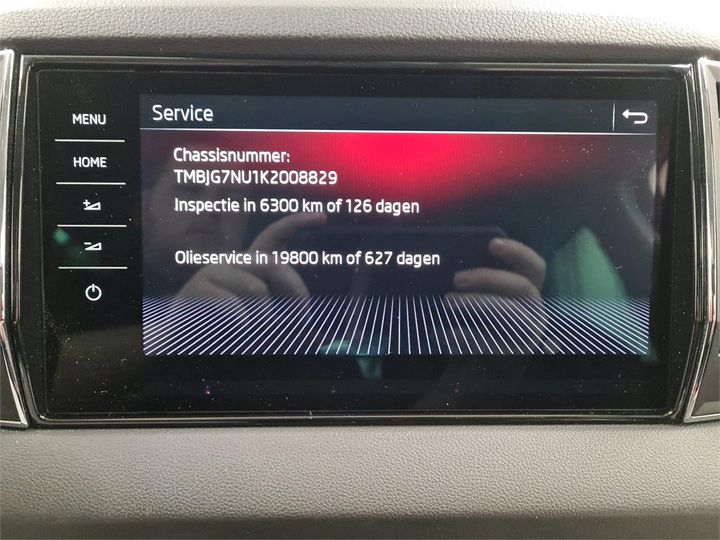 MENU
Service
HOME
Chassisnummer:
TMBJG7NU1K2008829
Inspectie in 6300 km of 126 dagen
Olieservice in 19800 km of 627 dagen